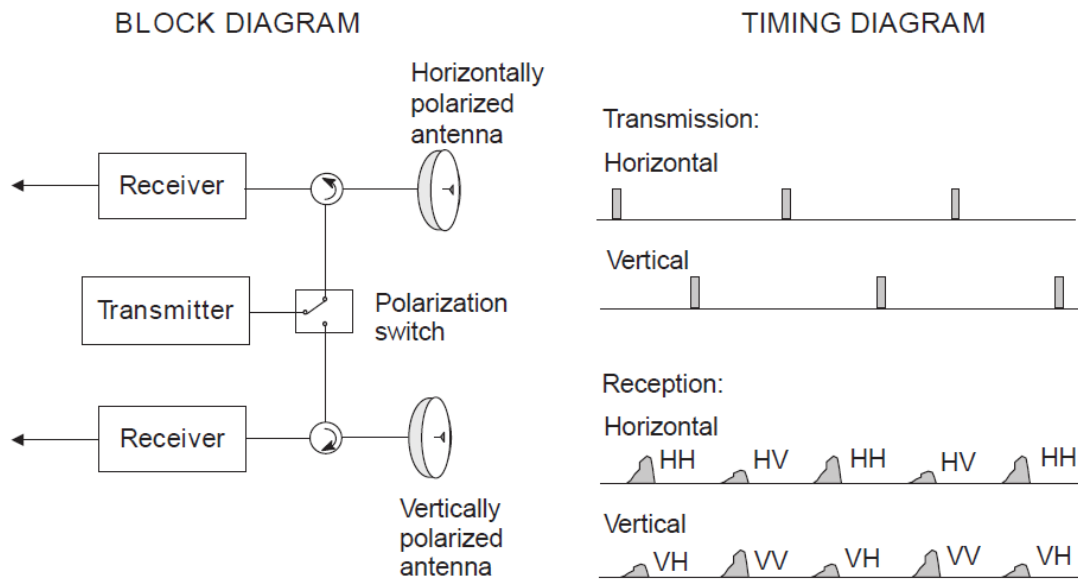 BLOCK DIAGRAM
Horizontally
polarized
antenna
Receiver
Transmitter
Polarization
switch
Receiver
Vertically
polarized
antenna
TIMING DIAGRAM
Transmission:
Horizontal
Vertical
Reception:
Horizontal
HH HV HH HV HH
Vertical
VH VV VH VV VH